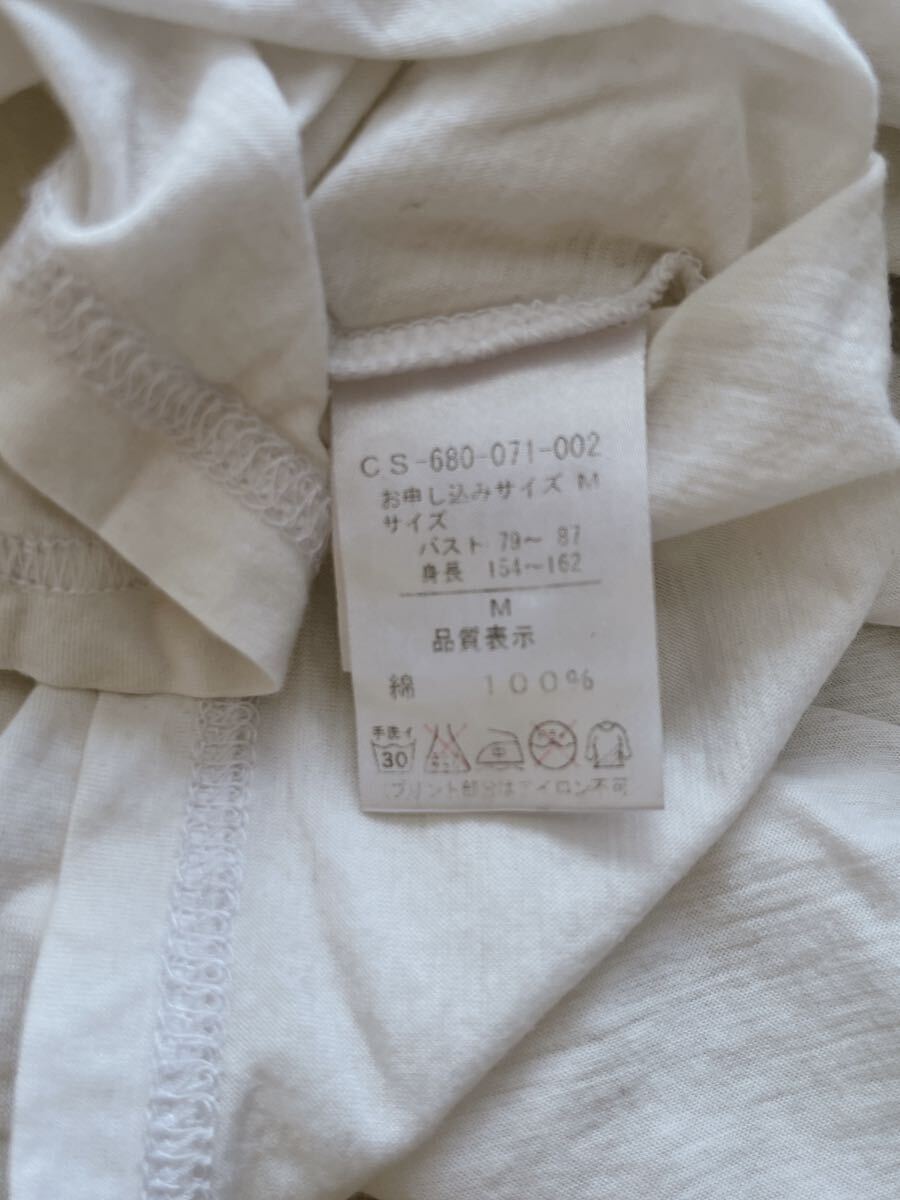 CS-680-071-002
お申し込みサイズ M
サイズ
バスト 79〜 87
身長 154〜162
M
品質表示
綿 100%
手洗イ
30 中
プリント部分はアイロン不可